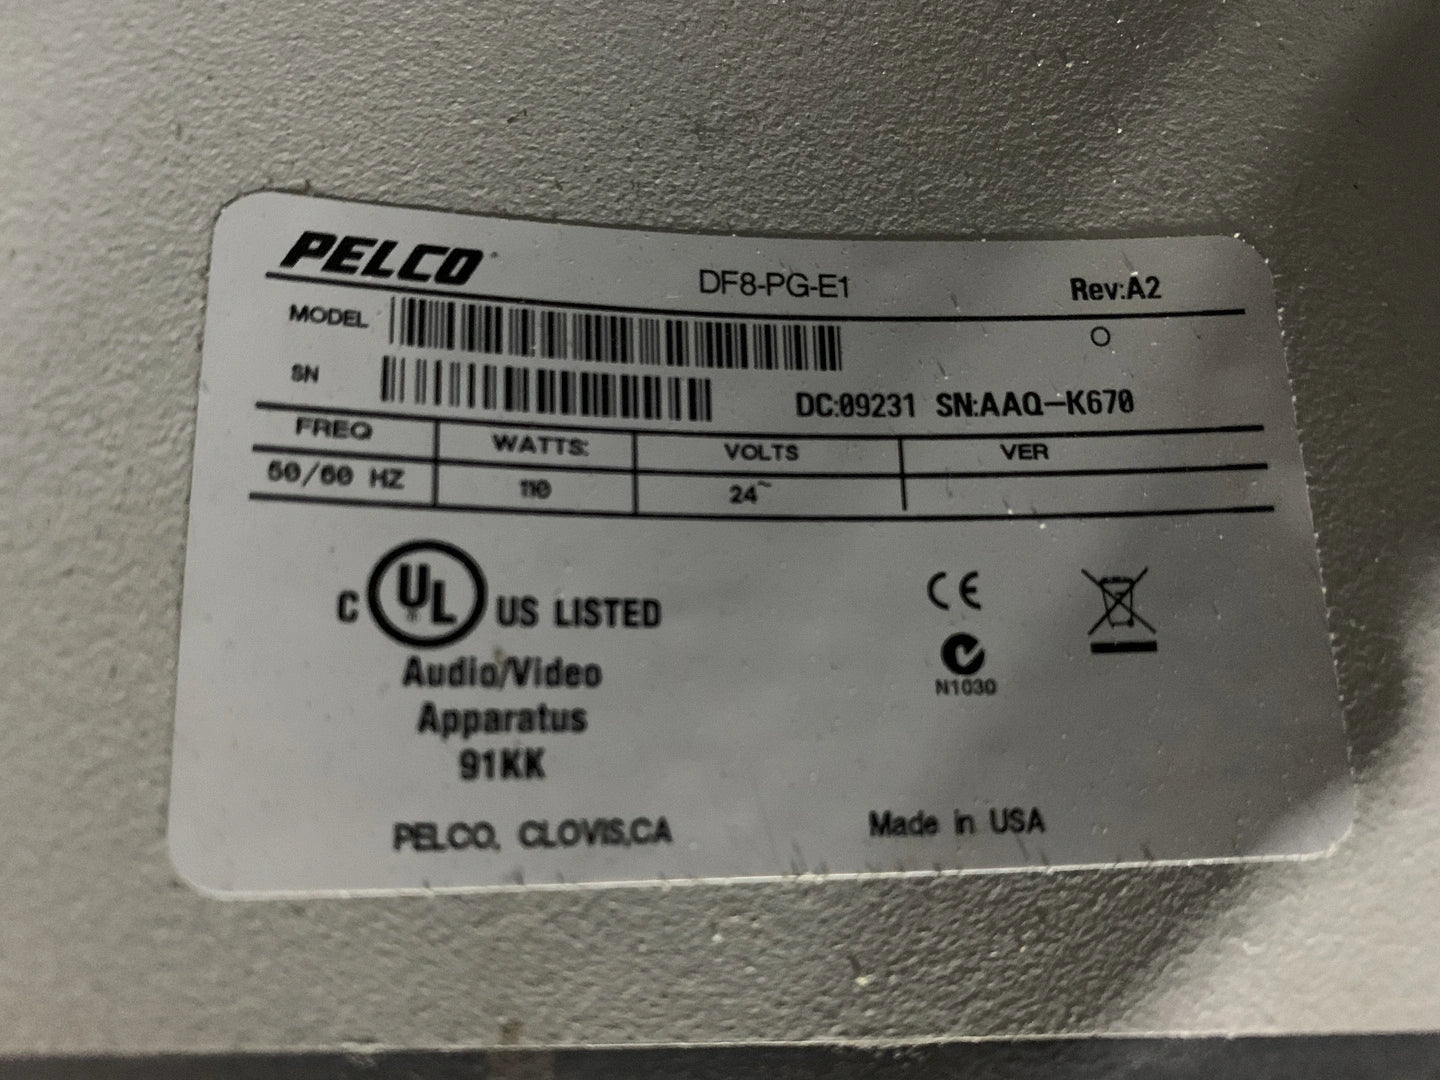 PELCO DF8-PG-E1 Rev:A2
MODEL
SN DC:09231 SN:AAQ-K670
FREQ WATTS: VOLTS VER
50/60 HZ 110 24~
C UL US LISTED
Audio/Video
Apparatus
91KK
CE
N1030
PELCO, CLOVIS,CA Made in USA